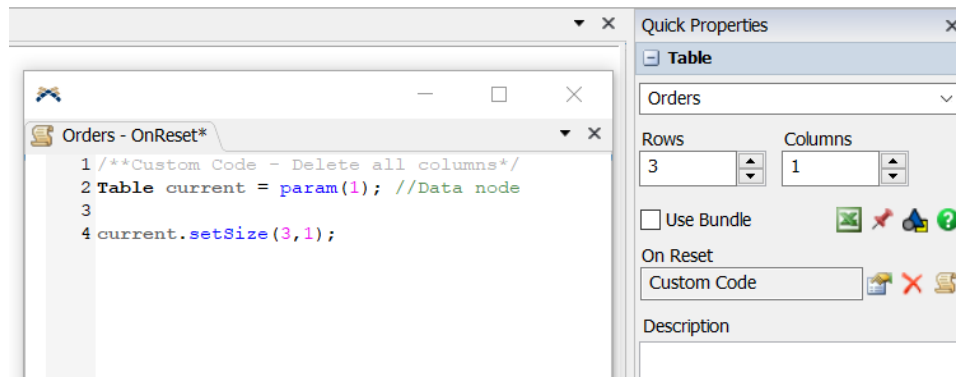 Quick Properties
Table
Orders - OnReset*
1 /**Custom Code - Delete all columns*/
2 Table current = param(1); //Data node
3
4 current.setSize(3,1);
Orders
Rows Columns
3 1
Use Bundle
On Reset
Custom Code
Description